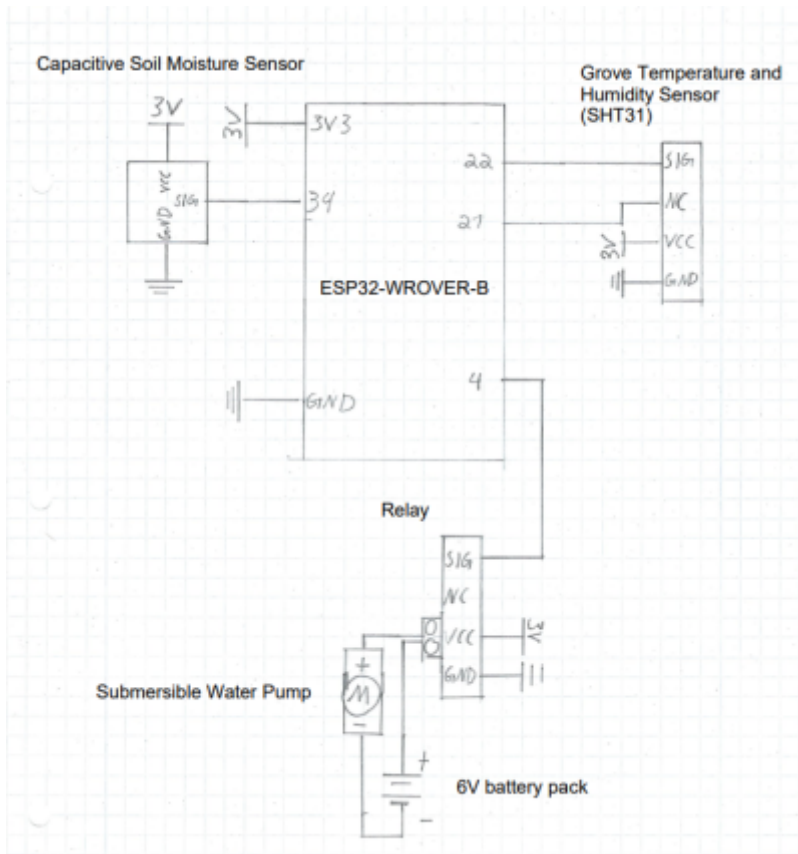 Capacitive Soil Moisture Sensor
Grove Temperature and
Humidity Sensor
(SHT31)
3V
VCC
SIG
GND
3V
3V3
34
22
21
ESP32-WROVER-B
GND
4
SIG
NC
3V
VCC
GND
Relay
SIG
NC
VCC
3V
GND
+
M
-
Submersible Water Pump
+
6V battery pack
-